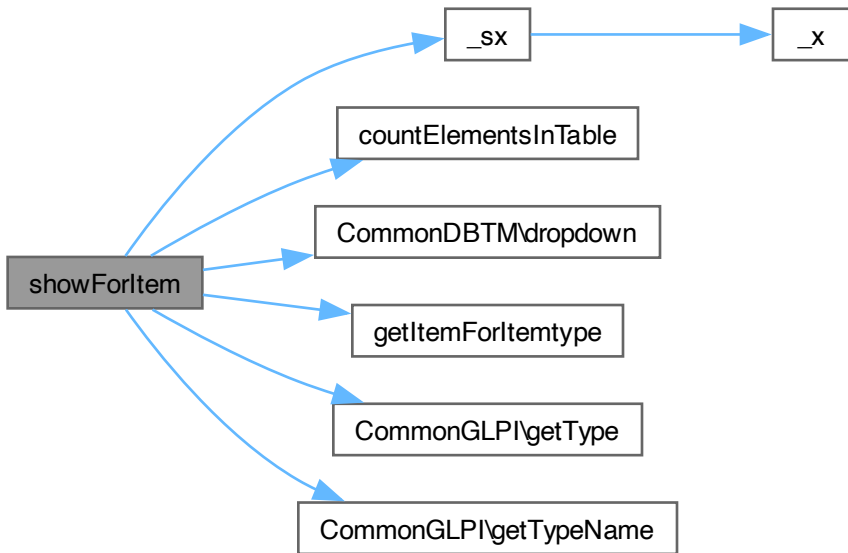 _sx
_x
countElementsInTable
CommonDBTM\dropdown
showForItem
getItemForItemtype
CommonGLPI\getType
CommonGLPI\getTypeName